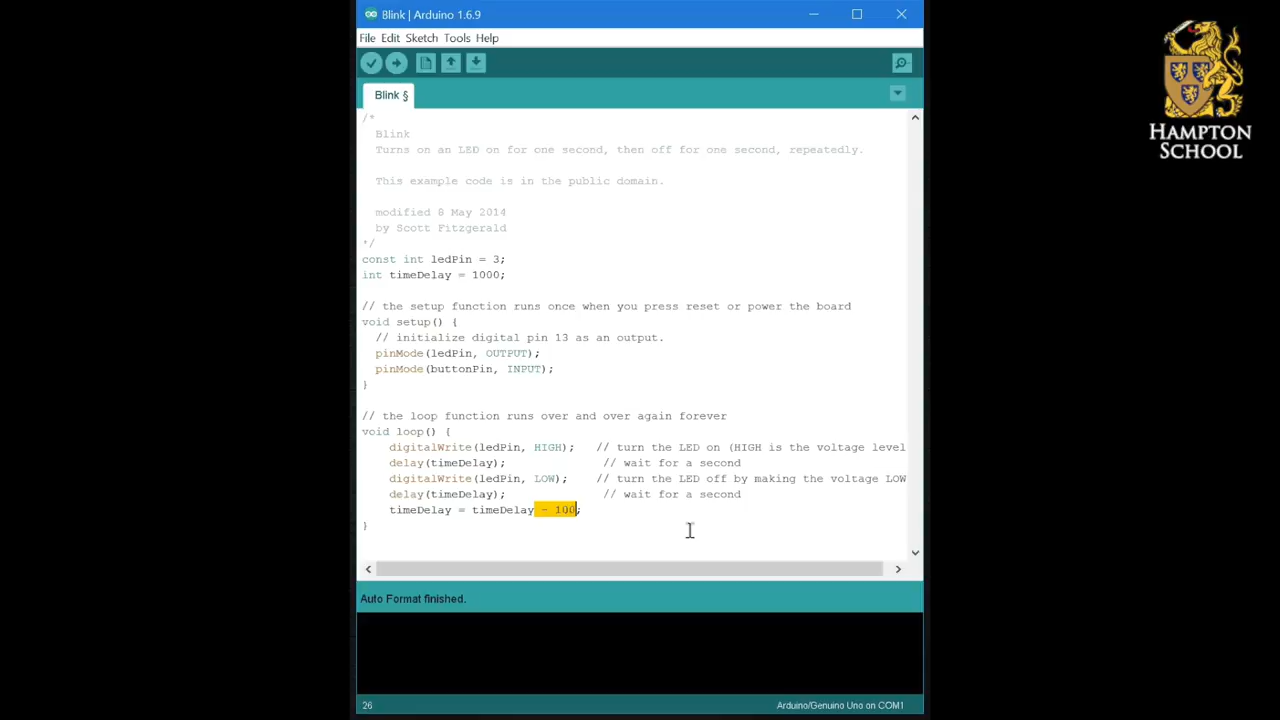 Blink | Arduino 1.6.9
File Edit Sketch Tools Help
Blink §
/*
Blink
Turns on an LED on for one second, then off for one second, repeatedly.
This example code is in the public domain.
modified 8 May 2014
by Scott Fitzgerald
*/
const int ledPin = 3;
int timeDelay = 1000;
// the setup function runs once when you press reset or power the board
void setup() {
// initialize digital pin 13 as an output.
pinMode(ledPin, OUTPUT);
pinMode(buttonPin, INPUT);
}
// the loop function runs over and over again forever
void loop() {
digitalWrite(ledPin, HIGH); // turn the LED on (HIGH is the voltage level
delay(timeDelay); // wait for a second
digitalWrite(ledPin, LOW); // turn the LED off by making the voltage LOW
delay(timeDelay); // wait for a second
timeDelay = timeDelay - 100;
}
Auto Format finished.
26
Arduino/Genuino Uno on COM1
HAMPTON
SCHOOL